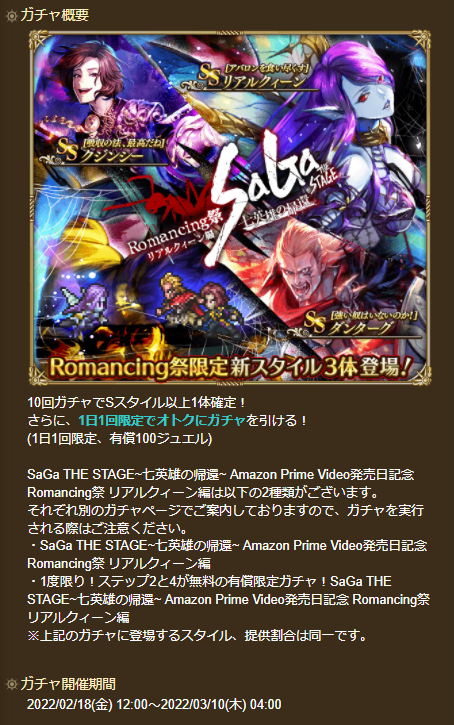 ガチャ概要
SS [アバロンを食い尽くす]
リアルクィーン
SS [吸収の法、最高だね]
クジンシー
SaGa
THE STAGE
七英雄の帰還
Romancing祭
リアルクィーン編
SS [強い奴はいないのか!]
ダンターグ
Romancing祭限定 新スタイル3体登場!
10回ガチャでSスタイル以上1体確定！
さらに、1日1回限定でオトクにガチャを引ける！
(1日1回限定、有償100ジュエル)
SaGa THE STAGE~七英雄の帰還~ Amazon Prime Video発売日記念
Romancing祭 リアルクィーン編は以下の2種類がございます。
それぞれ別のガチャページでご案内しておりますので、ガチャを実行
される際はご注意ください。
・SaGa THE STAGE~七英雄の帰還~ Amazon Prime Video発売日記念
Romancing祭 リアルクィーン編
・1度限り！ステップ2と4が無料の有償限定ガチャ！SaGa THE
STAGE~七英雄の帰還~ Amazon Prime Video発売日記念 Romancing祭
リアルクィーン編
※上記のガチャに登場するスタイル、提供割合は同一です。
ガチャ開催期間
2022/02/18(金) 12:00～2022/03/10(木) 04:00